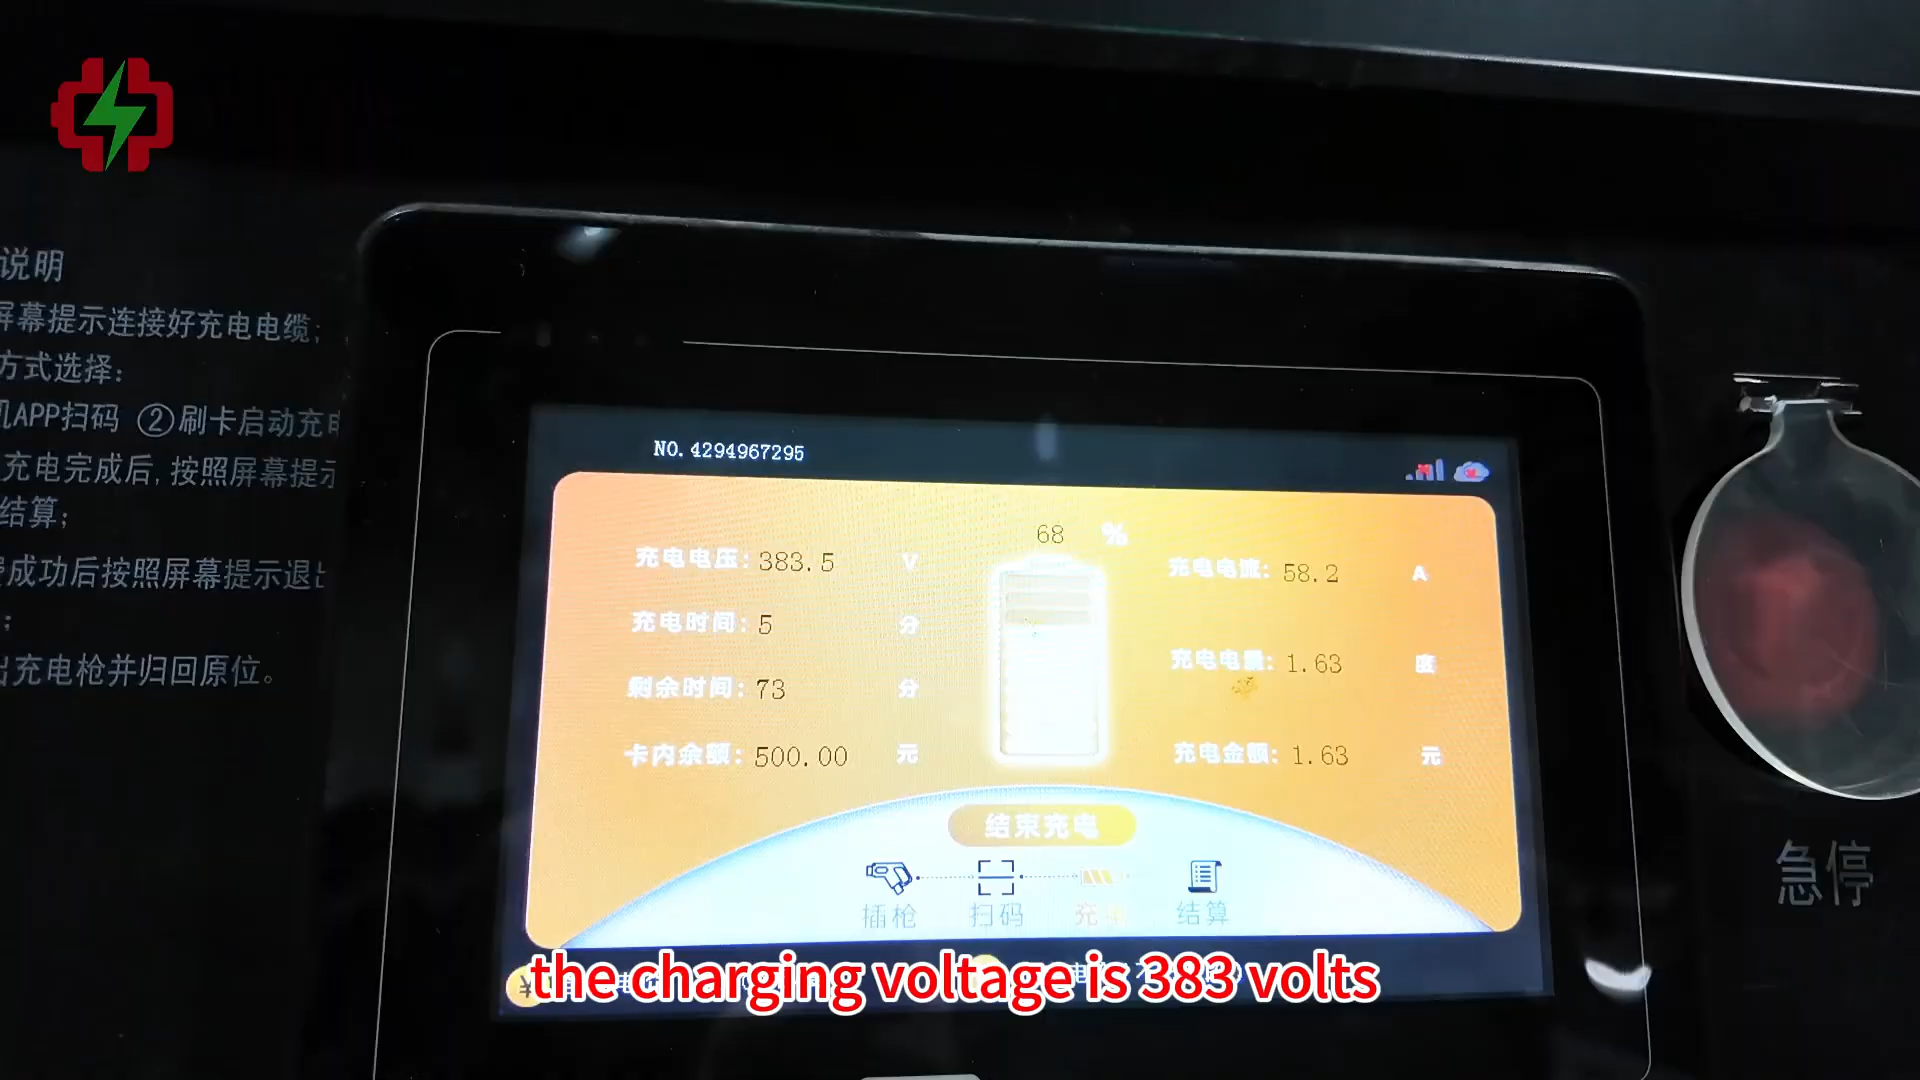 说明
屏幕提示连接好充电电缆;
方式选择:
机APP扫码 ②刷卡启动充电
充电完成后,按照屏幕提示
结算;
成功后按照屏幕提示退出
;
出充电枪并归回原位。
NO.4294967295
68 %
充电电压: 383.5 V
充电电流: 58.2 A
充电时间: 5 分
充电电量: 1.63 度
剩余时间: 73 分
卡内余额: 500.00 元
充电金额: 1.63 元
结束充电
插枪 扫码 充电 结算
急停
the charging voltage is 383 volts